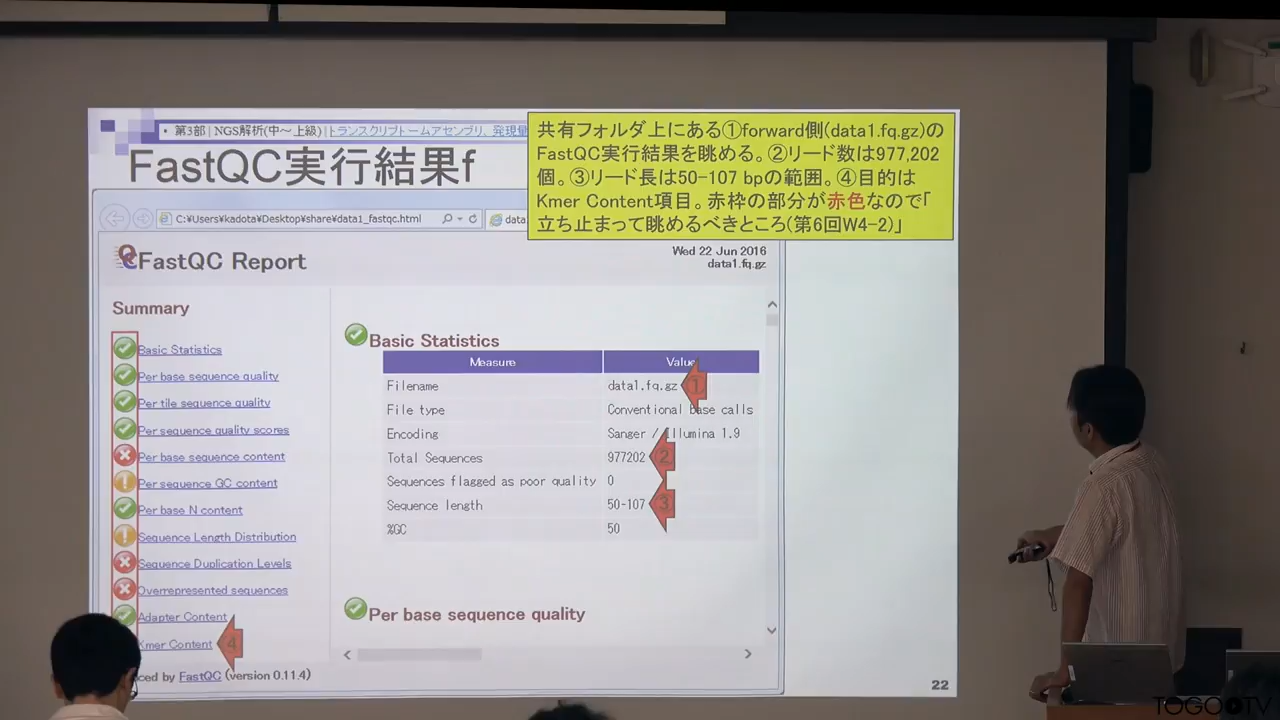 ・第3部 | NGS解析(中～上級) | トランスクリプトームアセンブリ、発現量
FastQC実行結果f
共有フォルダ上にある①forward側(data1.fq.gz)の
FastQC実行結果を眺める。②リード数は977,202
個。③リード長は50-107 bpの範囲。④目的は
Kmer Content項目。赤枠の部分が赤色なので「
立ち止まって眺めるべきところ(第6回W4-2)」
C:¥Users¥kadota¥Desktop¥share¥data1_fastqc.html
data
FastQC Report
Wed 22 Jun 2016
data1.fq.gz
Summary
Basic Statistics
Per base sequence quality
Per tile sequence quality
Per sequence quality scores
Per base sequence content
Per sequence GC content
Per base N content
Sequence Length Distribution
Sequence Duplication Levels
Overrepresented sequences
Adapter Content
Kmer Content ④
ced by FastQC (version 0.11.4)
Basic Statistics
Measure Value
Filename data1.fq.gz ①
File type Conventional base calls
Encoding Sanger / Illumina 1.9
Total Sequences 977202 ②
Sequences flagged as poor quality 0
Sequence length 50-107 ③
%GC 50
Per base sequence quality
22
TOGOTV